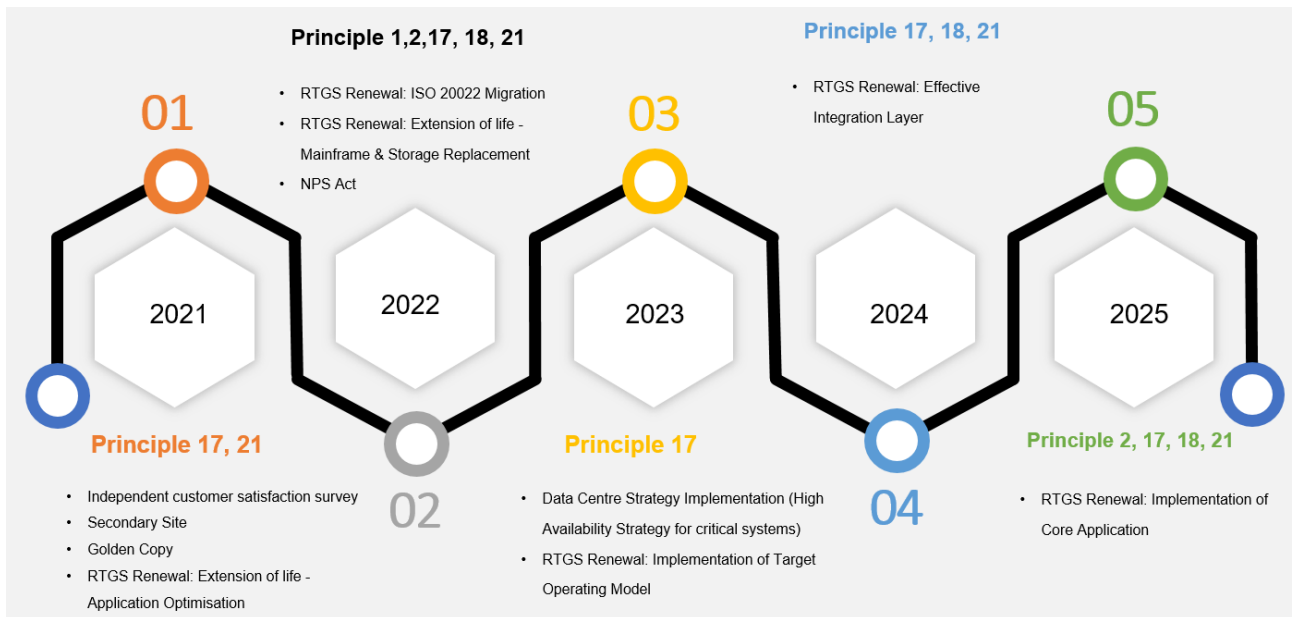 Principle 1,2,17, 18, 21
• RTGS Renewal: ISO 20022 Migration
• RTGS Renewal: Extension of life -
Mainframe & Storage Replacement
• NPS Act
Principle 17, 18, 21
• RTGS Renewal: Effective
Integration Layer
01
03
05
2021
2022
2023
2024
2025
Principle 17, 21
• Independent customer satisfaction survey
• Secondary Site
• Golden Copy
• RTGS Renewal: Extension of life -
Application Optimisation
02
Principle 17
• Data Centre Strategy Implementation (High
Availability Strategy for critical systems)
• RTGS Renewal: Implementation of Target
Operating Model
04
Principle 2, 17, 18, 21
• RTGS Renewal: Implementation of
Core Application